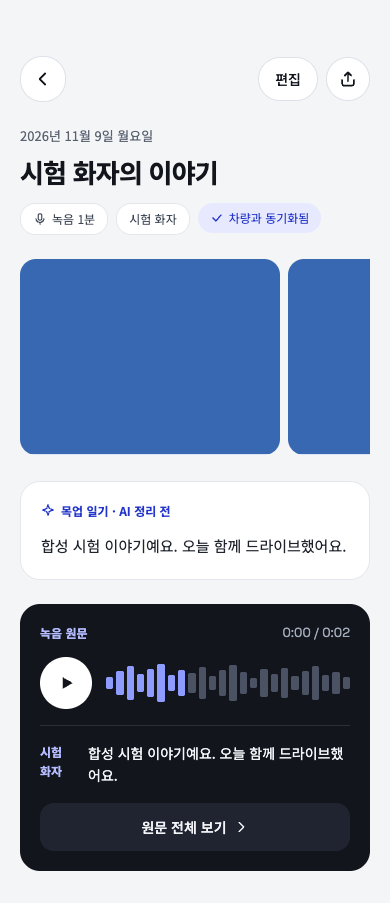 편집
2026년 11월 9일 월요일
시험 화자의 이야기
녹음 1분
시험 화자
차량과 동기화됨
목업 일기 · AI 정리 전
합성 시험 이야기예요. 오늘 함께 드라이브했어요.
녹음 원문
0:00 / 0:02
시험
화자
합성 시험 이야기예요. 오늘 함께 드라이브했
어요.
원문 전체 보기